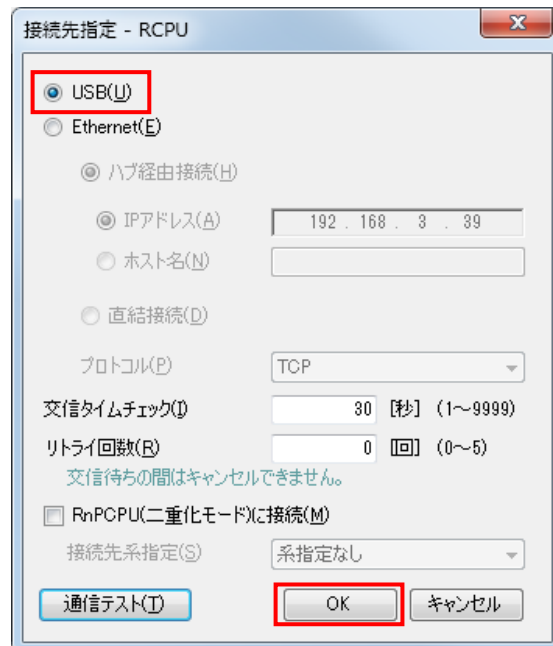 接続先指定 - RCPU
USB(U)
Ethernet(E)
ハブ経由接続(H)
IPアドレス(A) 192 . 168 . 3 . 39
ホスト名(N)
直結接続(D)
プロトコル(P) TCP
交信タイムチェック(I) 30 [秒] (1～9999)
リトライ回数(R) 0 [回] (0～5)
交信待ちの間はキャンセルできません。
RnPCPU(二重化モード)に接続(M)
接続先系指定(S) 系指定なし
通信テスト(T) OK キャンセル